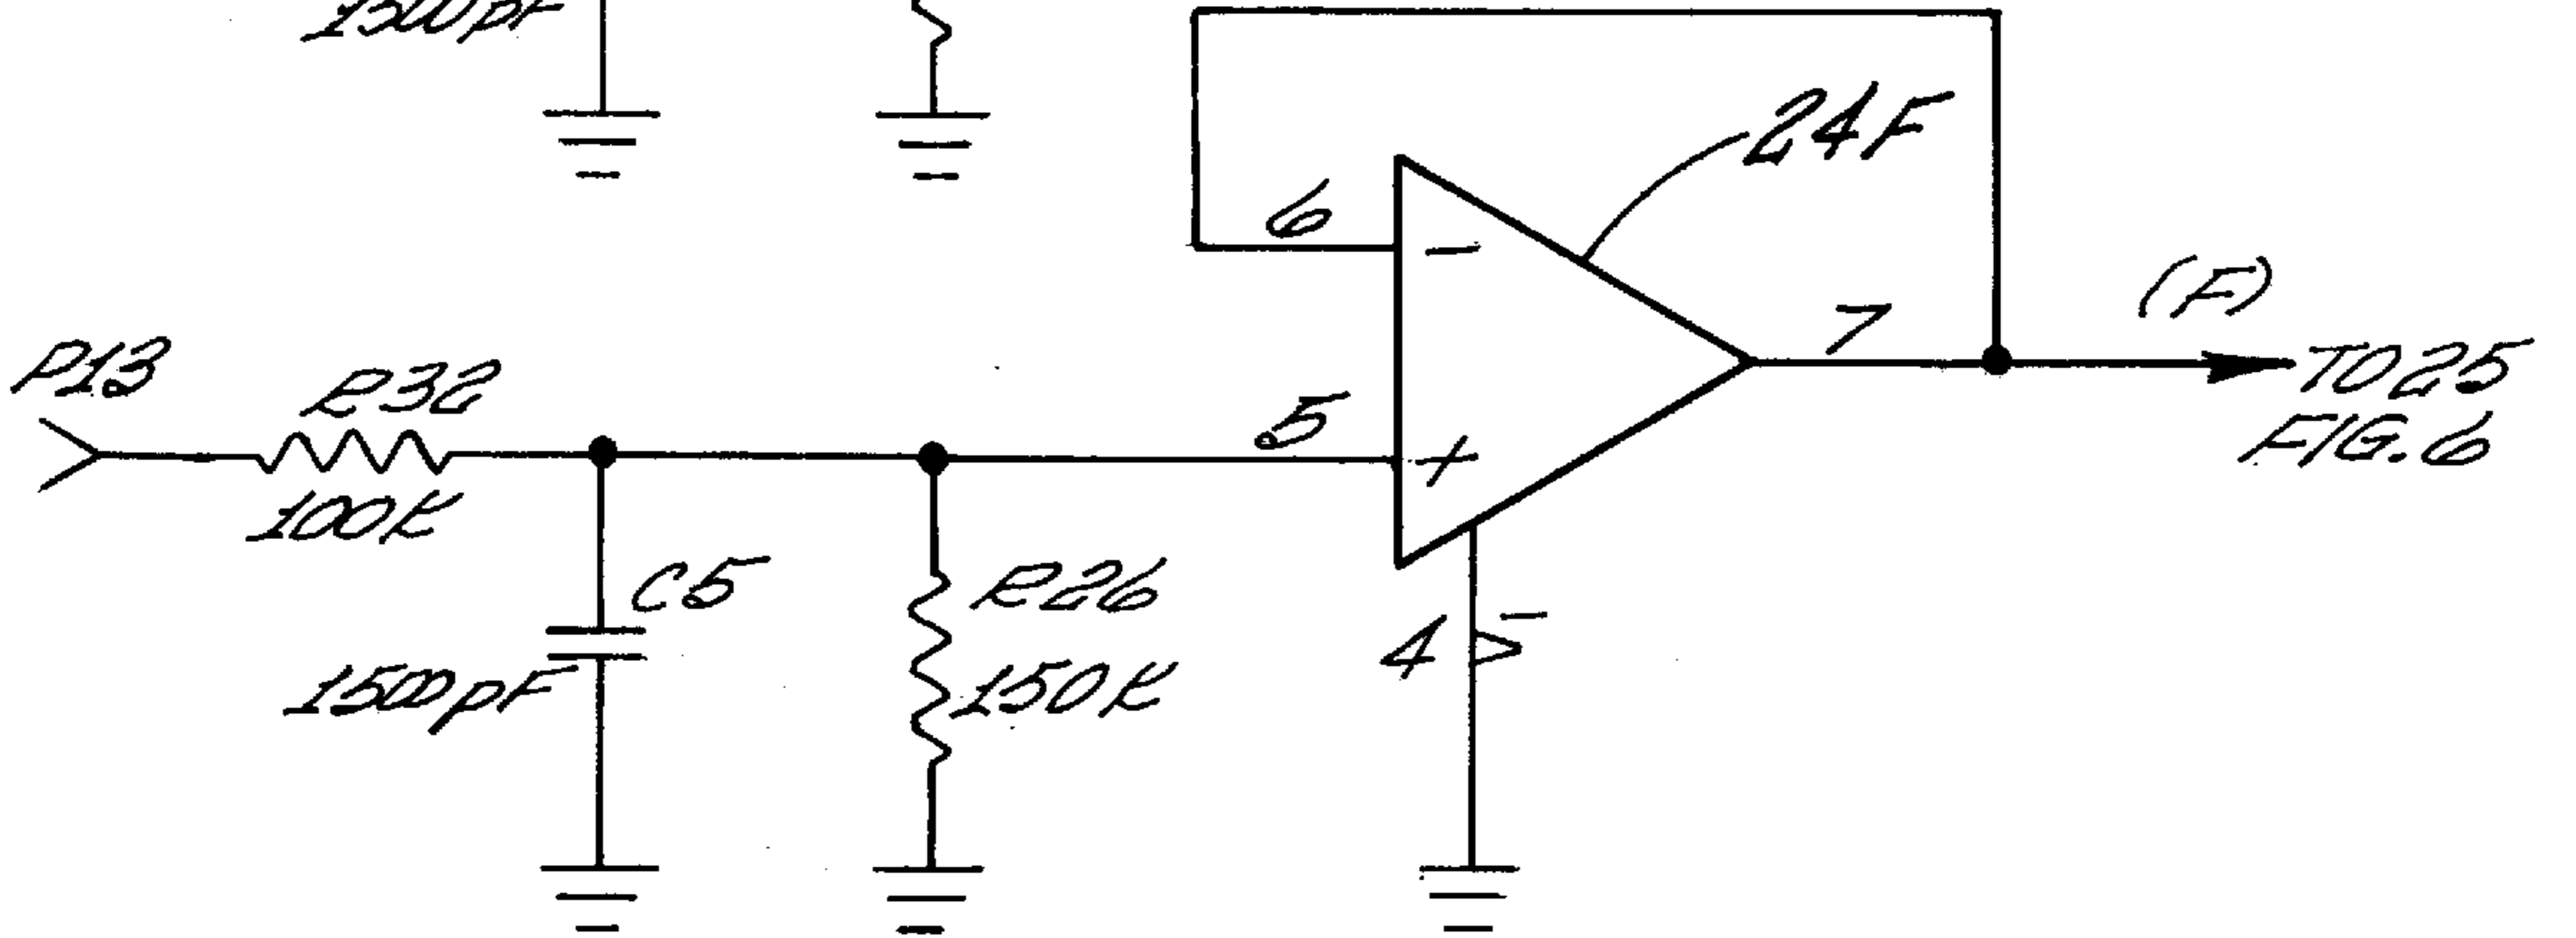 1500pF
24F
6
(F)
7
P13
R32
TO 25
FIG. 6
5
-
+
100K
C5
R26
4 V-
1500pF
150K